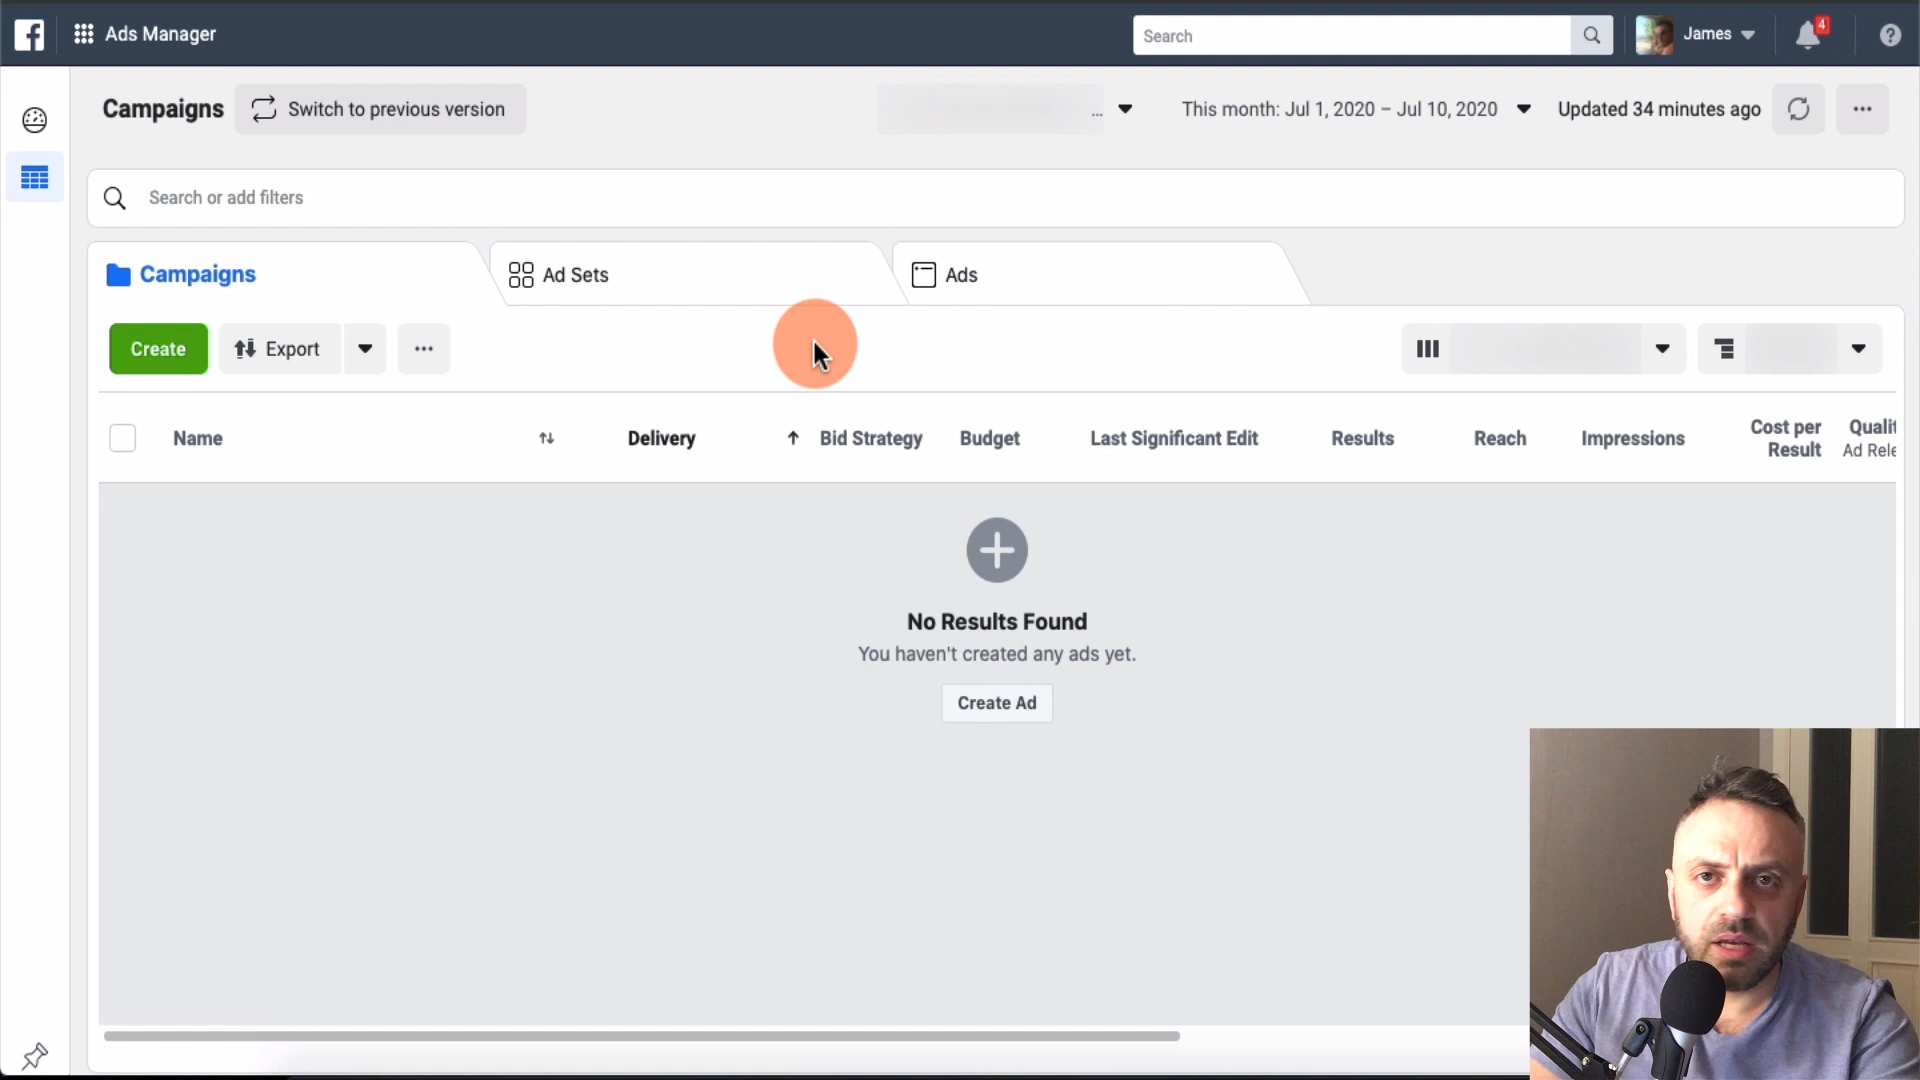 Ads Manager
Search
James
4
Campaigns
Switch to previous version
...
This month: Jul 1, 2020 – Jul 10, 2020
Updated 34 minutes ago
Search or add filters
Campaigns
Ad Sets
Ads
Create
Export
Name
Delivery
Bid Strategy
Budget
Last Significant Edit
Results
Reach
Impressions
Cost per
Result
Qualit
Ad Rele
No Results Found
You haven't created any ads yet.
Create Ad